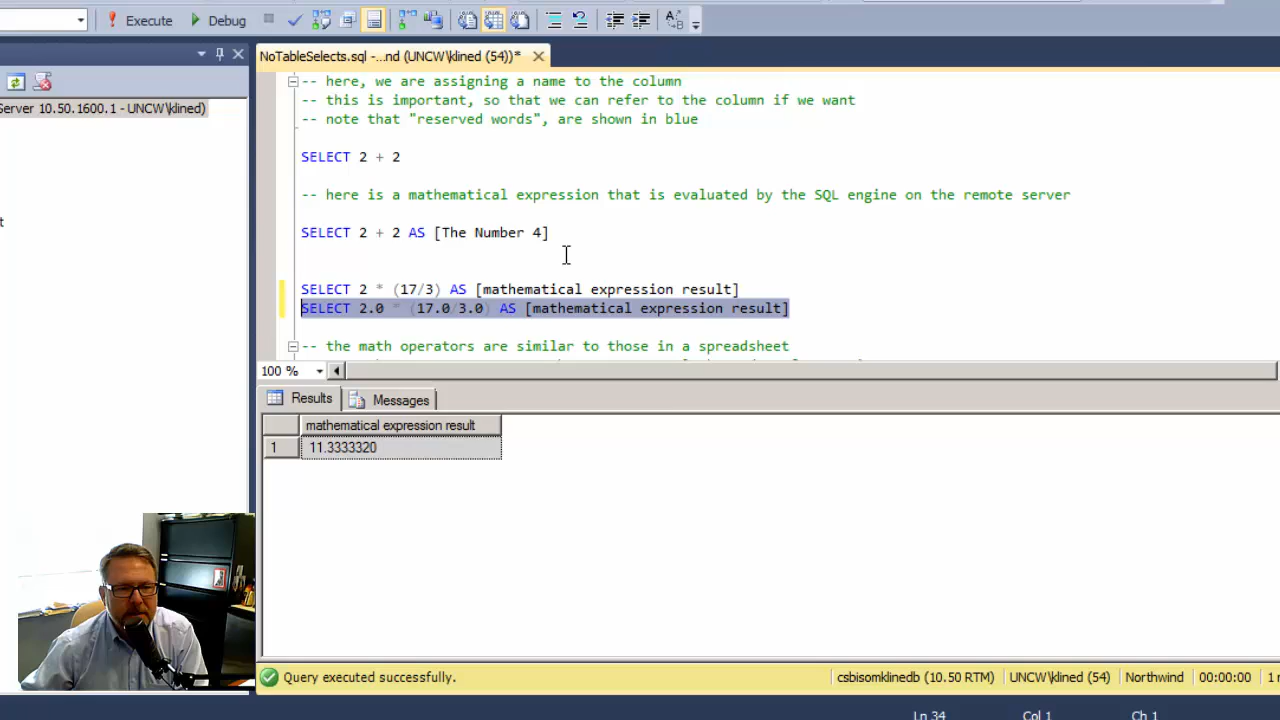 Execute Debug
NoTableSelects.sql -...nd (UNCW\klined (54))*
-- here, we are assigning a name to the column
Server 10.50.1600.1 - UNCW\klined)
-- this is important, so that we can refer to the column if we want
-- note that "reserved words", are shown in blue
SELECT 2 + 2
-- here is a mathematical expression that is evaluated by the SQL engine on the remote server
t
SELECT 2 + 2 AS [The Number 4]
SELECT 2 * (17/3) AS [mathematical expression result]
SELECT 2.0 * (17.0/3.0) AS [mathematical expression result]
-- the math operators are similar to those in a spreadsheet
100 %
Results Messages
mathematical expression result
1 11.3333320
Query executed successfully. csbisomklinedb (10.50 RTM) UNCW\klined (54) Northwind 00:00:00 1
Ln 34 Col 1 Ch 1